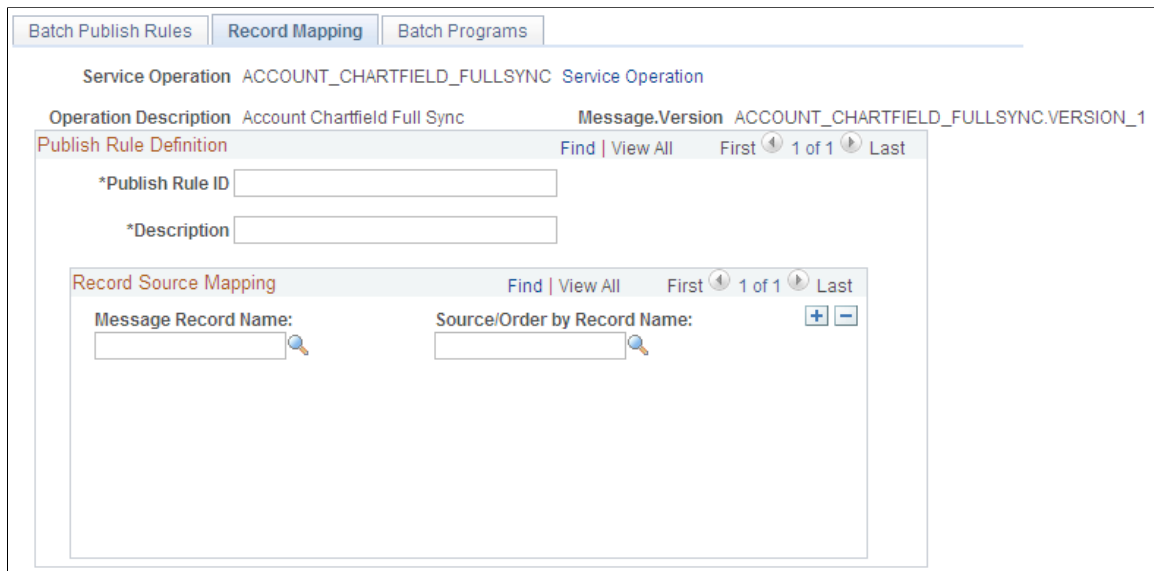 Batch Publish Rules Record Mapping Batch Programs
Service Operation ACCOUNT_CHARTFIELD_FULLSYNC Service Operation
Operation Description Account Chartfield Full Sync Message.Version ACCOUNT_CHARTFIELD_FULLSYNC.VERSION_1
Publish Rule Definition Find | View All First 1 of 1 Last
*Publish Rule ID
*Description
Record Source Mapping Find | View All First 1 of 1 Last
Message Record Name: Source/Order by Record Name: